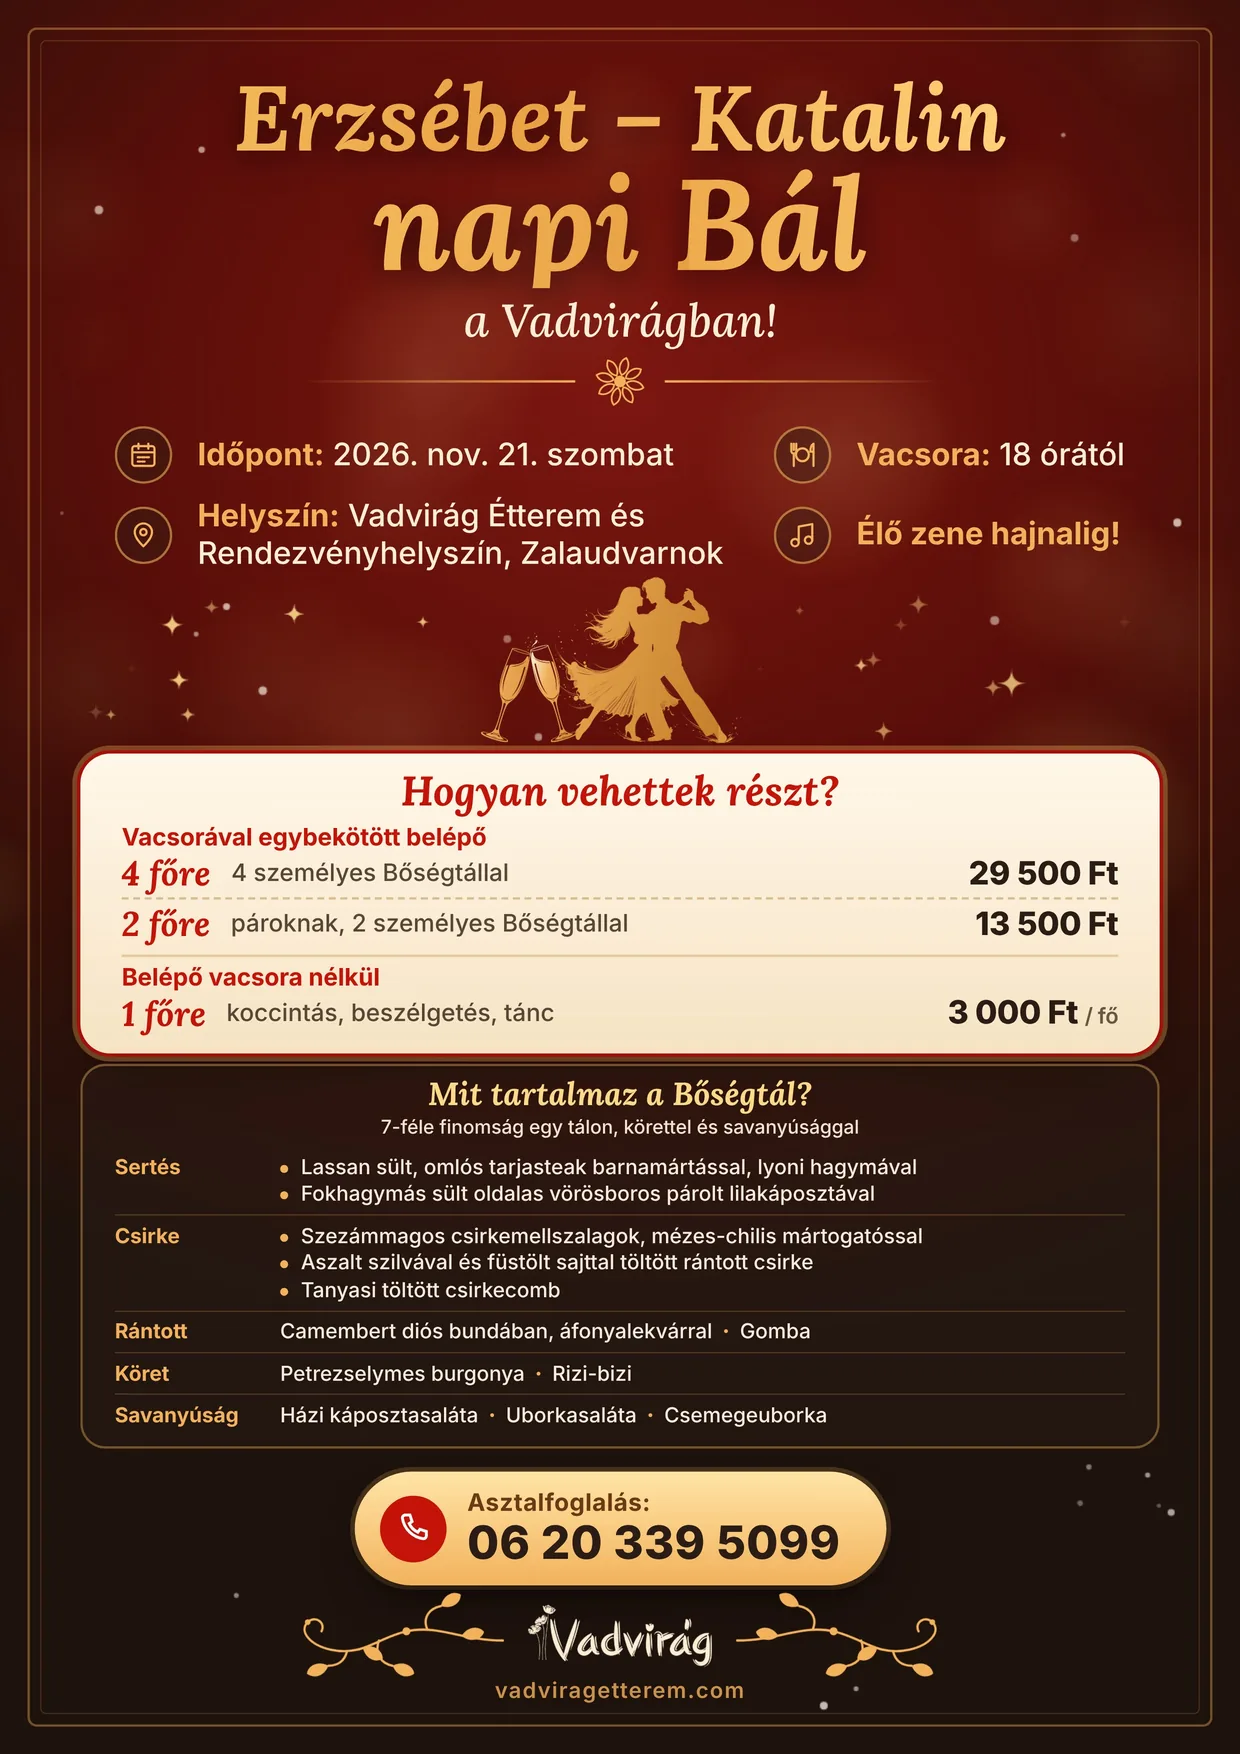 Erzsébet – Katalin
napi Bál
a Vadvirágban!
Időpont: 2026. nov. 21. szombat
Vacsora: 18 órától
Helyszín: Vadvirág Étterem és
Rendezvényhelyszín, Zalaudvarnok
Élő zene hajnalig!
Hogyan vehettek részt?
Vacsorával egybekötött belépő
4 főre 4 személyes Bőségtállal 29 500 Ft
2 főre pároknak, 2 személyes Bőségtállal 13 500 Ft
Belépő vacsora nélkül
1 főre koccintás, beszélgetés, tánc 3 000 Ft / fő
Mit tartalmaz a Bőségtál?
7-féle finomság egy tálon, körettel és savanyúsággal
Sertés • Lassan sült, omlós tarjasteak barnamártással, lyoni hagymával
• Fokhagymás sült oldalas vörösboros párolt lilakáposztával
Csirke • Szezámmagos csirkemellszalagok, mézes-chilis mártogatóssal
• Aszalt szilvával és füstölt sajttal töltött rántott csirke
• Tanyasi töltött csirkecomb
Rántott Camembert diós bundában, áfonyalekvárral · Gomba
Köret Petrezselymes burgonya · Rizi-bizi
Savanyúság Házi káposztasaláta · Uborkasaláta · Csemegeuborka
Asztalfoglalás:
06 20 339 5099
Vadvirág
vadviragetterem.com